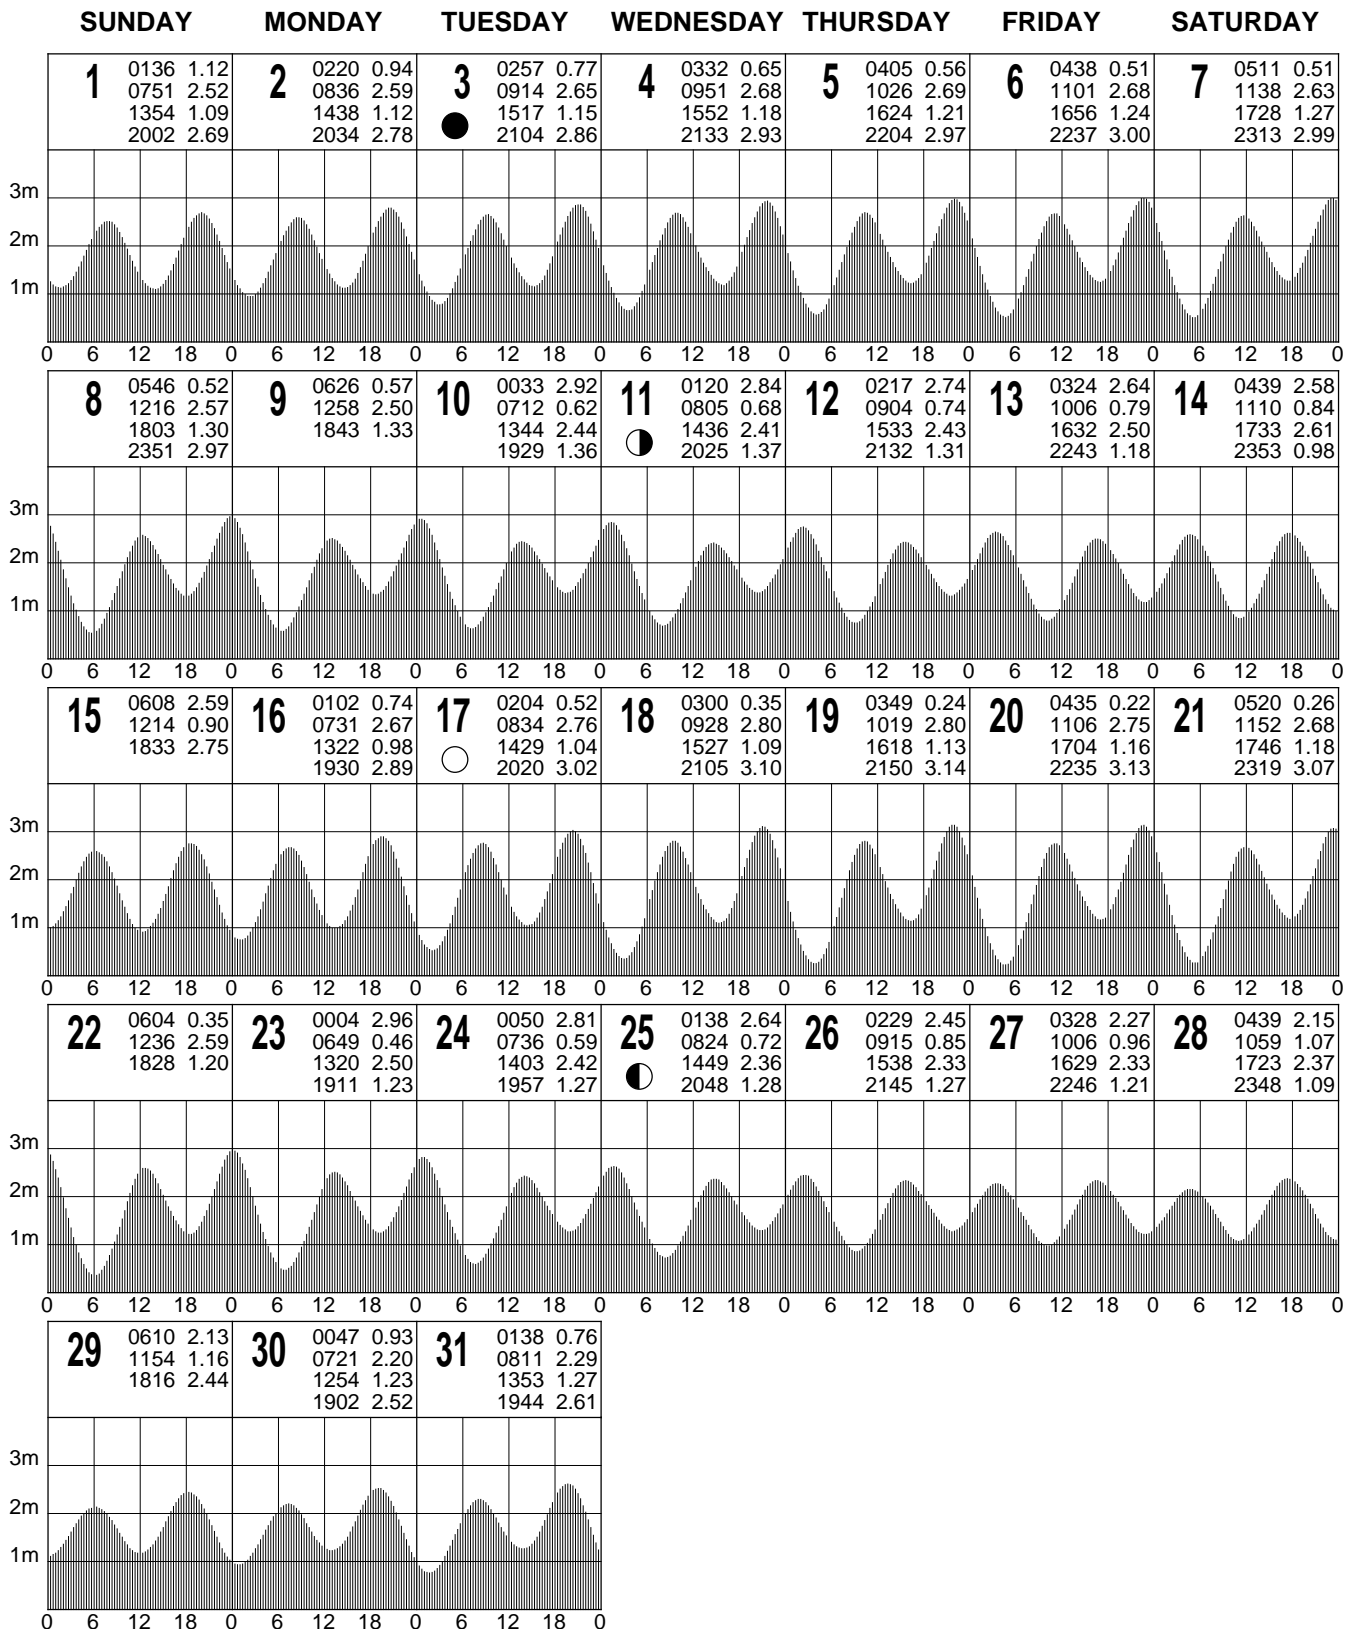 SUNDAY MONDAY TUESDAY WEDNESDAY THURSDAY FRIDAY SATURDAY
1 0136 1.12 2 0220 0.94 3 0257 0.77 4 0332 0.65 5 0405 0.56 6 0438 0.51 7 0511 0.51
0751 2.52 0836 2.59 0914 2.65 0951 2.68 1026 2.69 1101 2.68 1138 2.63
1354 1.09 1438 1.12 1517 1.15 1552 1.18 1624 1.21 1656 1.24 1728 1.27
2002 2.69 2034 2.78 2104 2.86 2133 2.93 2204 2.97 2237 3.00 2313 2.99
3m
2m
1m
0 6 12 18 0 6 12 18 0 6 12 18 0 6 12 18 0 6 12 18 0 6 12 18 0 6 12 18 0
8 0546 0.52 9 0626 0.57 10 0033 2.92 11 0120 2.84 12 0217 2.74 13 0324 2.64 14 0439 2.58
1216 2.57 1258 2.50 0712 0.62 0805 0.68 0904 0.74 1006 0.79 1110 0.84
1803 1.30 1843 1.33 1344 2.44 1436 2.41 1533 2.43 1632 2.50 1733 2.61
2351 2.97 1929 1.36 2025 1.37 2132 1.31 2243 1.18 2353 0.98
3m
2m
1m
0 6 12 18 0 6 12 18 0 6 12 18 0 6 12 18 0 6 12 18 0 6 12 18 0 6 12 18 0
15 0608 2.59 16 0102 0.74 17 0204 0.52 18 0300 0.35 19 0349 0.24 20 0435 0.22 21 0520 0.26
1214 0.90 0731 2.67 0834 2.76 0928 2.80 1019 2.80 1106 2.75 1152 2.68
1833 2.75 1322 0.98 1429 1.04 1527 1.09 1618 1.13 1704 1.16 1746 1.18
1930 2.89 2020 3.02 2105 3.10 2150 3.14 2235 3.13 2319 3.07
3m
2m
1m
0 6 12 18 0 6 12 18 0 6 12 18 0 6 12 18 0 6 12 18 0 6 12 18 0 6 12 18 0
22 0604 0.35 23 0004 2.96 24 0050 2.81 25 0138 2.64 26 0229 2.45 27 0328 2.27 28 0439 2.15
1236 2.59 0649 0.46 0736 0.59 0824 0.72 0915 0.85 1006 0.96 1059 1.07
1828 1.20 1320 2.50 1403 2.42 1449 2.36 1538 2.33 1629 2.33 1723 2.37
1911 1.23 1957 1.27 2048 1.28 2145 1.27 2246 1.21 2348 1.09
3m
2m
1m
0 6 12 18 0 6 12 18 0 6 12 18 0 6 12 18 0 6 12 18 0 6 12 18 0 6 12 18 0
29 0610 2.13 30 0047 0.93 31 0138 0.76
1154 1.16 0721 2.20 0811 2.29
1816 2.44 1254 1.23 1353 1.27
1902 2.52 1944 2.61
3m
2m
1m
0 6 12 18 0 6 12 18 0 6 12 18 0